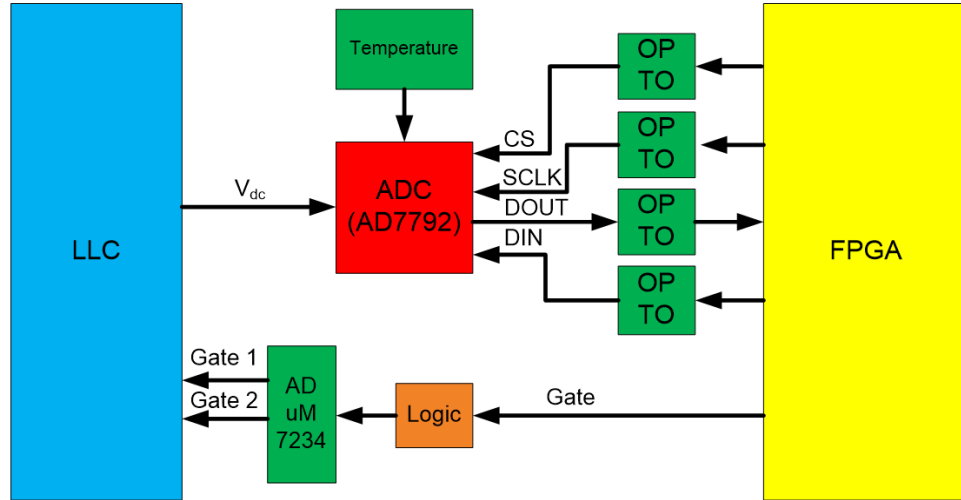 Temperature
OP
TO
CS
OP
TO
SCLK
ADC
(AD7792)
V_dc
DOUT
OP
TO
LLC
FPGA
DIN
OP
TO
Gate 1
AD
uM
7234
Gate 2
Logic
Gate